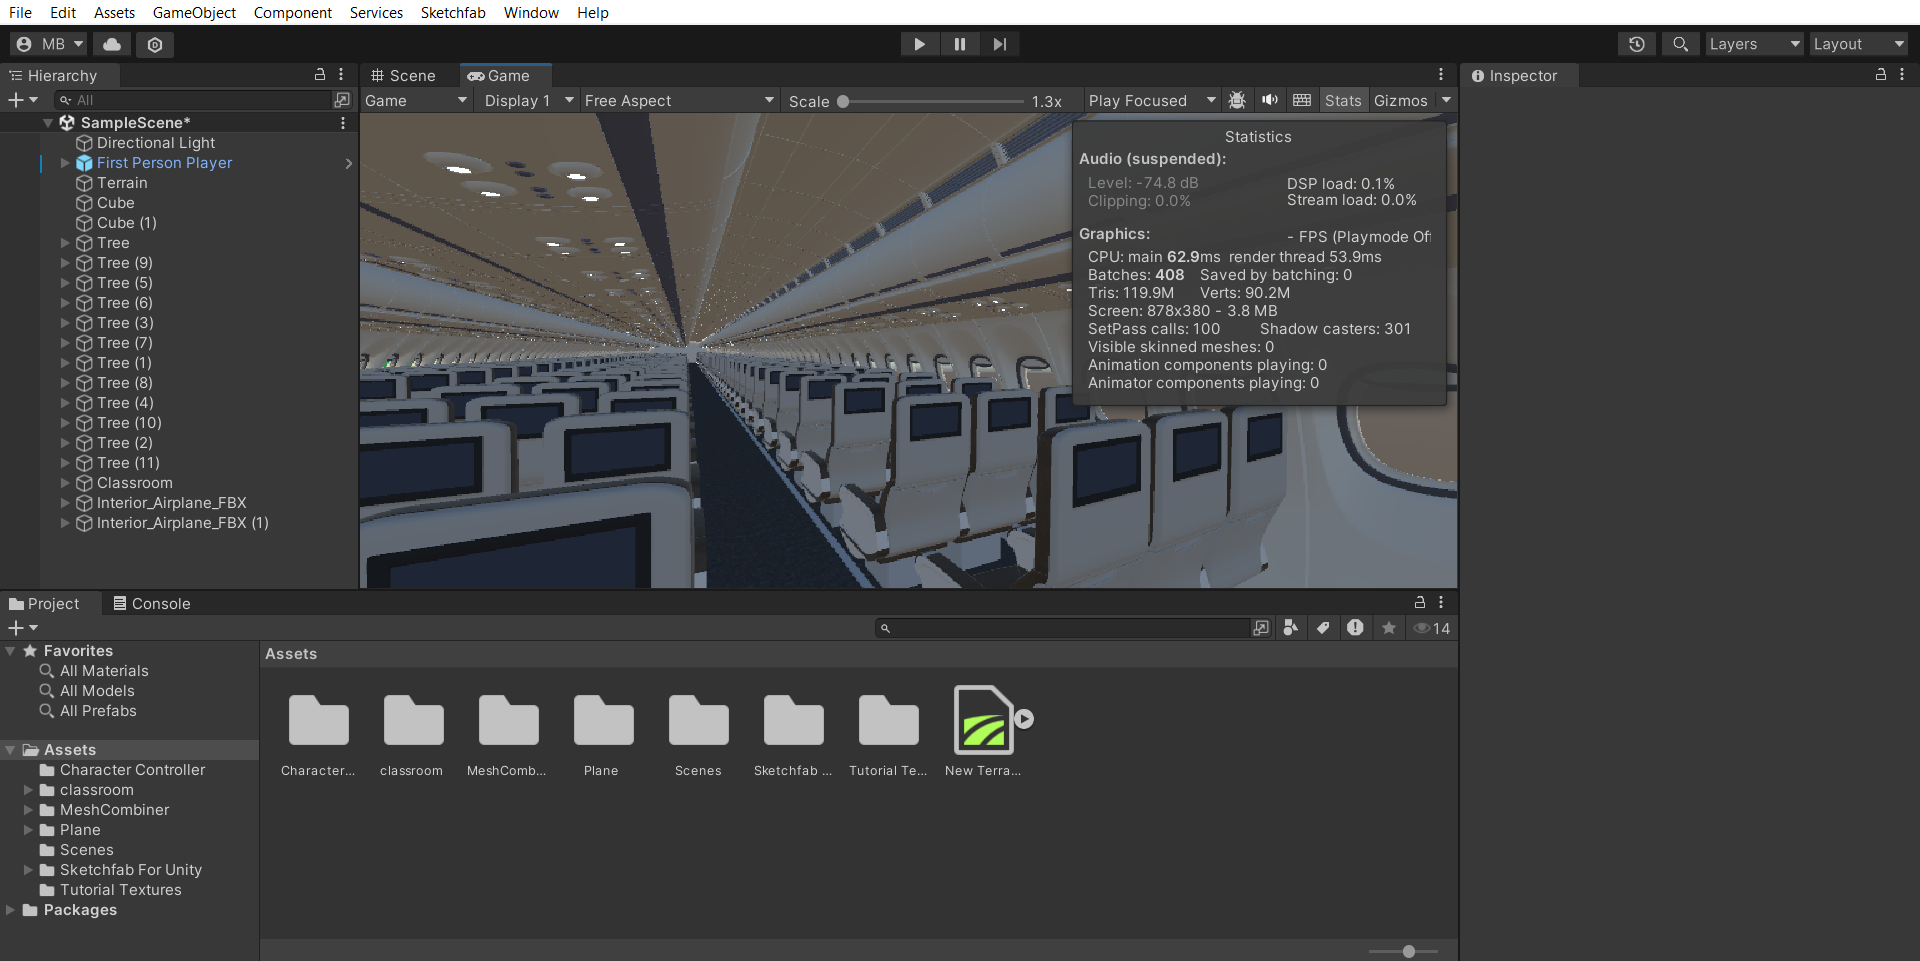 File Edit Assets GameObject Component Services Sketchfab Window Help
MB Layers Layout
Hierarchy Scene Game Inspector
All Game Display 1 Free Aspect Scale 1.3x Play Focused Stats Gizmos
SampleScene*
Directional Light
First Person Player
Terrain
Cube
Cube (1)
Tree
Tree (9)
Tree (5)
Tree (6)
Tree (3)
Tree (7)
Tree (1)
Tree (8)
Tree (4)
Tree (10)
Tree (2)
Tree (11)
Classroom
Interior_Airplane_FBX
Interior_Airplane_FBX (1)
Statistics
Audio (suspended):
Level: -74.8 dB DSP load: 0.1%
Clipping: 0.0% Stream load: 0.0%
Graphics: - FPS (Playmode Off
CPU: main 62.9ms render thread 53.9ms
Batches: 408 Saved by batching: 0
Tris: 119.9M Verts: 90.2M
Screen: 878x380 - 3.8 MB
SetPass calls: 100 Shadow casters: 301
Visible skinned meshes: 0
Animation components playing: 0
Animator components playing: 0
Project Console
14
Favorites
All Materials
All Models
All Prefabs
Assets
Character Controller
classroom
MeshCombiner
Plane
Scenes
Sketchfab For Unity
Tutorial Textures
Packages
Assets
Character... classroom MeshComb... Plane Scenes Sketchfab ... Tutorial Te... New Terra...